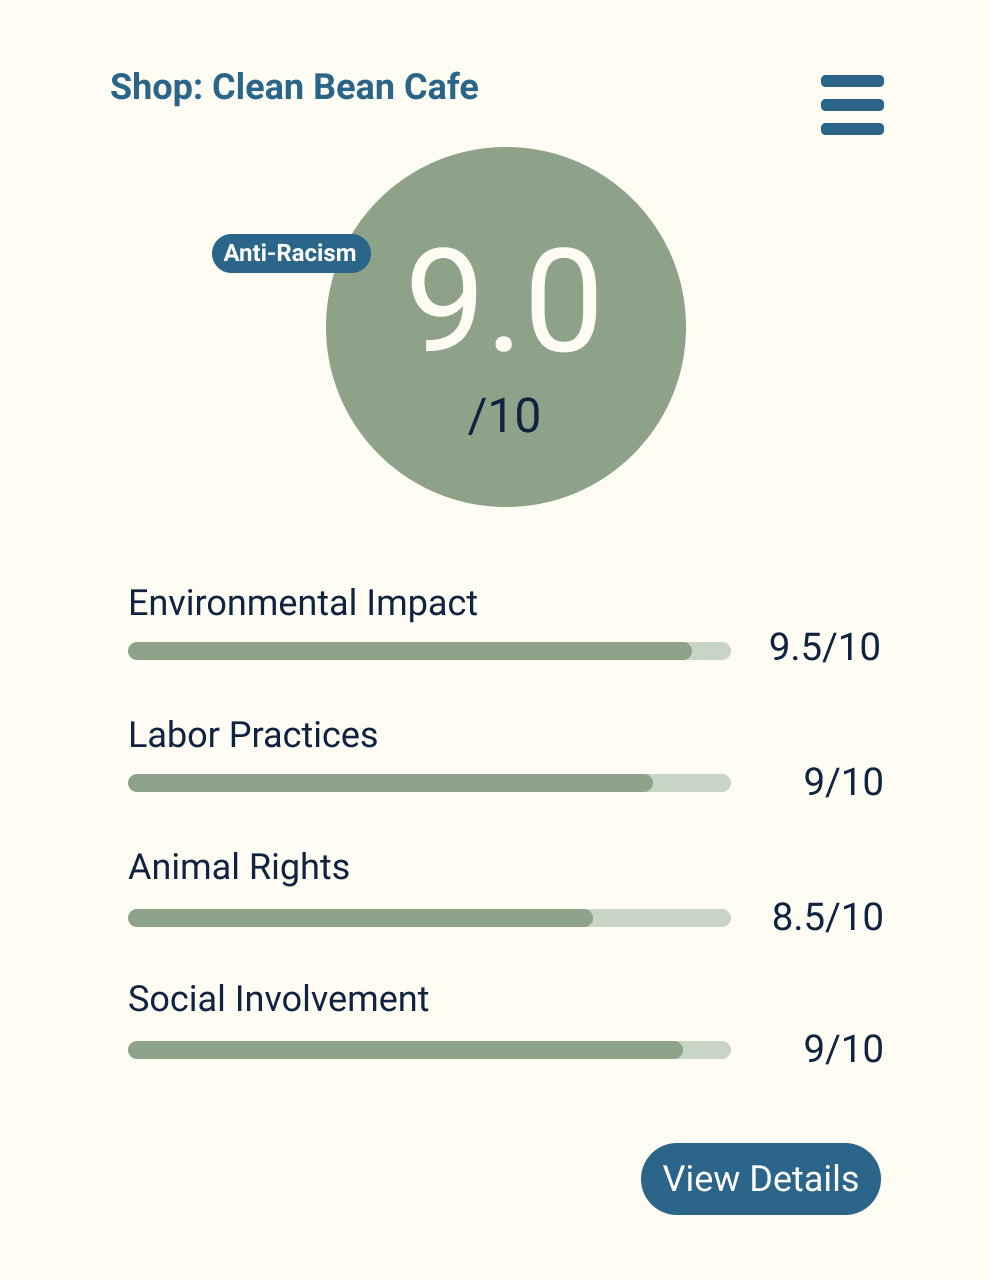 Shop: Clean Bean Cafe
Anti-Racism
9.0
/10
Environmental Impact
9.5/10
Labor Practices
9/10
Animal Rights
8.5/10
Social Involvement
9/10
View Details